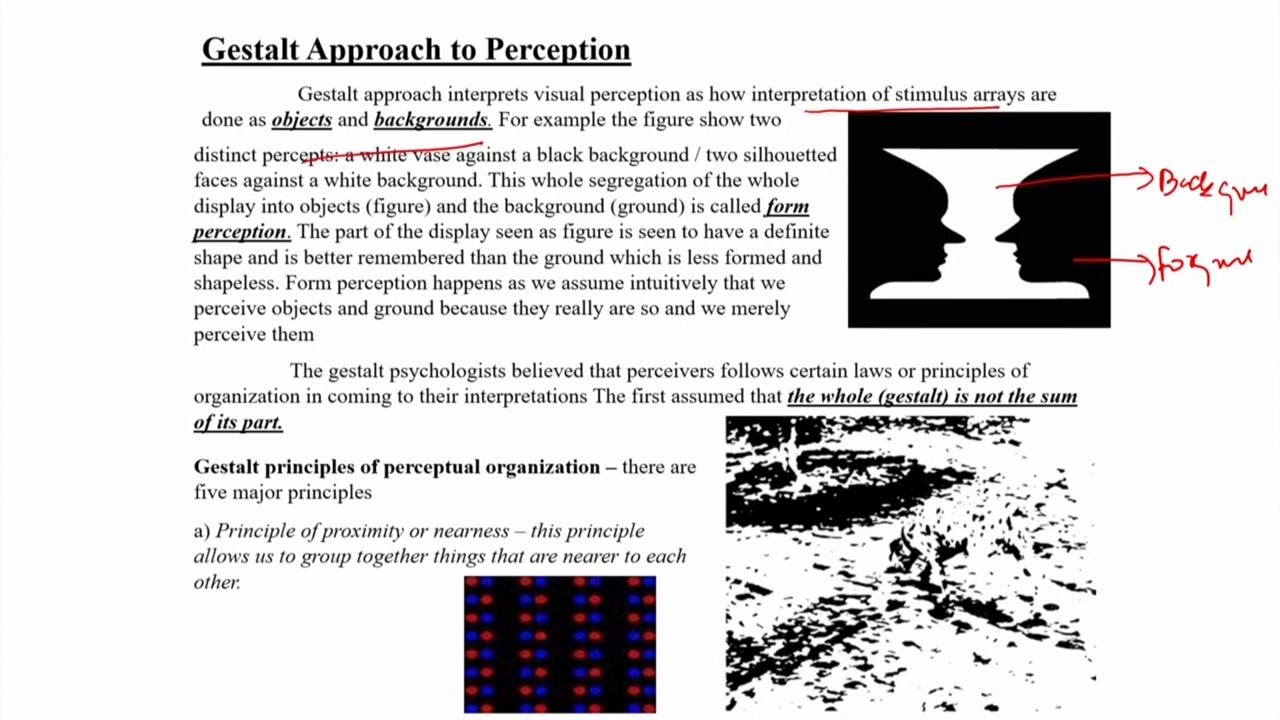 Gestalt Approach to Perception
Gestalt approach interprets visual perception as how interpretation of stimulus arrays are
done as objects and backgrounds. For example the figure show two
distinct percepts: a white vase against a black background / two silhouetted
faces against a white background. This whole segregation of the whole
display into objects (figure) and the background (ground) is called form
perception. The part of the display seen as figure is seen to have a definite
shape and is better remembered than the ground which is less formed and
shapeless. Form perception happens as we assume intuitively that we
perceive objects and ground because they really are so and we merely
perceive them
The gestalt psychologists believed that perceivers follows certain laws or principles of
organization in coming to their interpretations The first assumed that the whole (gestalt) is not the sum
of its part.
Gestalt principles of perceptual organization – there are
five major principles
a) Principle of proximity or nearness – this principle
allows us to group together things that are nearer to each
other.